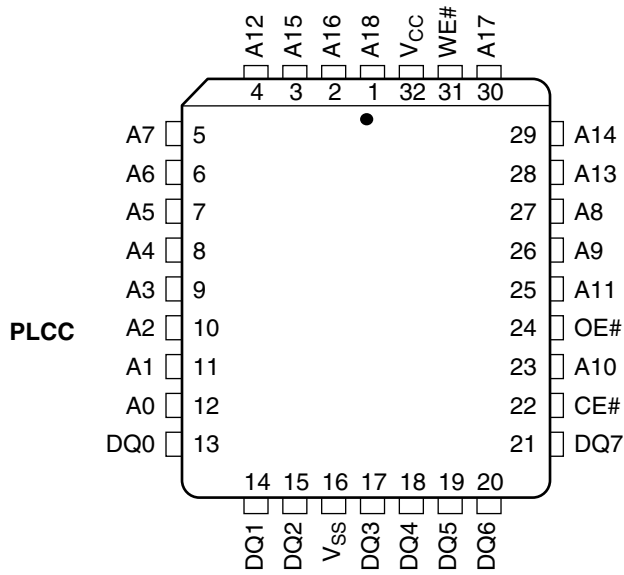 A12 A15 A16 A18 VCC WE# A17
4 3 2 1 32 31 30
A7 5 29 A14
A6 6 28 A13
A5 7 27 A8
A4 8 26 A9
A3 9 25 A11
PLCC A2 10 24 OE#
A1 11 23 A10
A0 12 22 CE#
DQ0 13 21 DQ7
14 15 16 17 18 19 20
DQ1 DQ2 VSS DQ3 DQ4 DQ5 DQ6